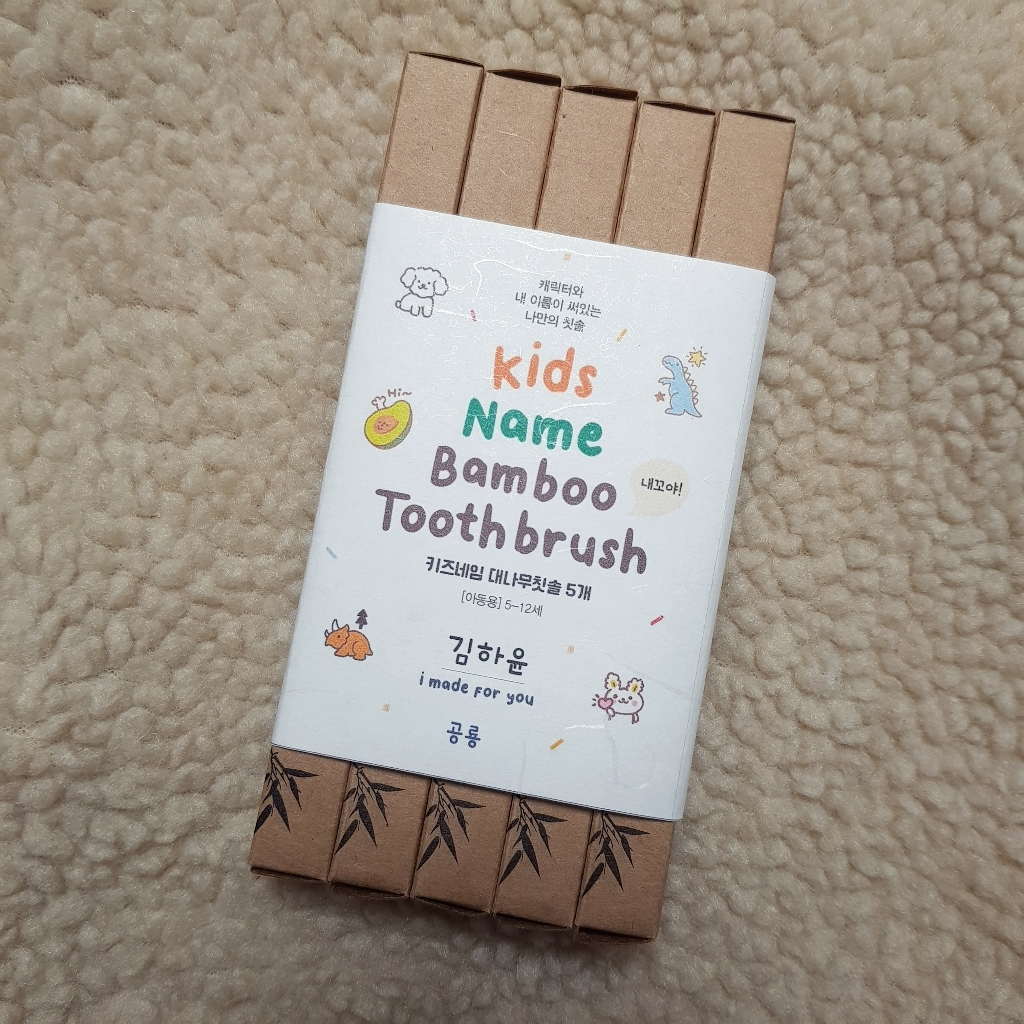 캐릭터와
내 이름이 써있는
나만의 칫솔
kids
Hi~
Name
Bamboo
내꼬야!
Toothbrush
키즈네임 대나무칫솔 5개
[아동용] 5-12세
김하윤
i made for you
공룡